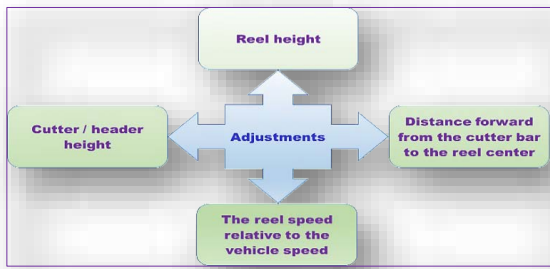 Reel height
Cutter / header
height
Adjustments
Distance forward
from the cutter bar
to the reel center
The reel speed
relative to the
vehicle speed